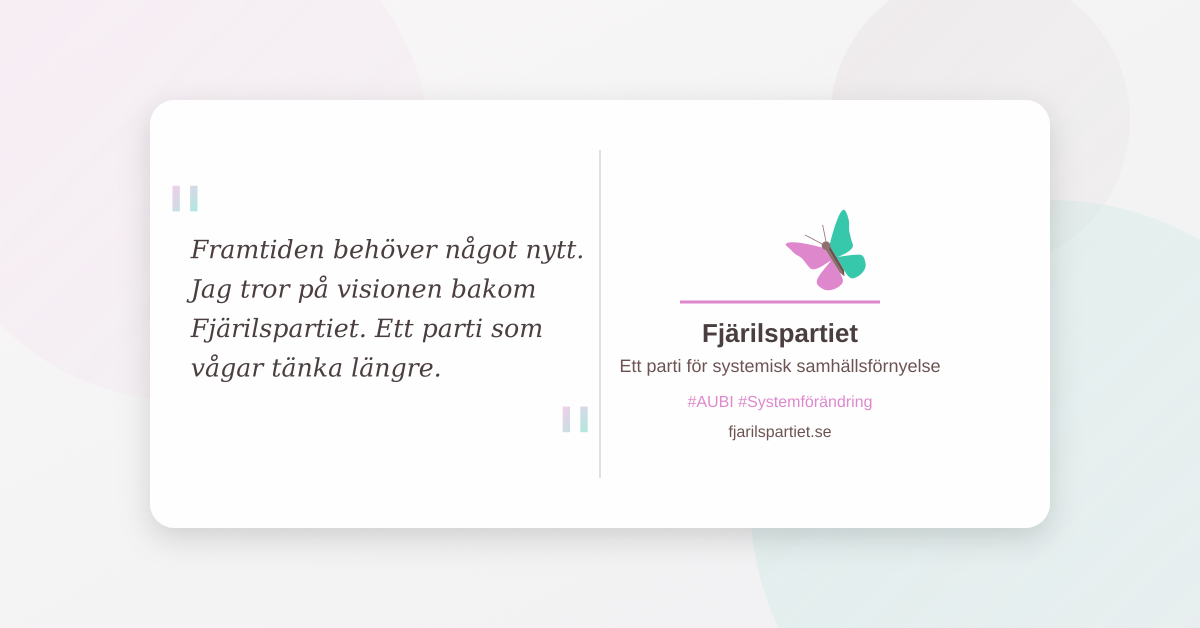 "
Framtiden behöver något nytt.
Jag tror på visionen bakom
Fjärilspartiet. Ett parti som
vågar tänka längre.
"
Fjärilspartiet
Ett parti för systemisk samhällsförnyelse
#AUBI #Systemförändring
fjarilspartiet.se